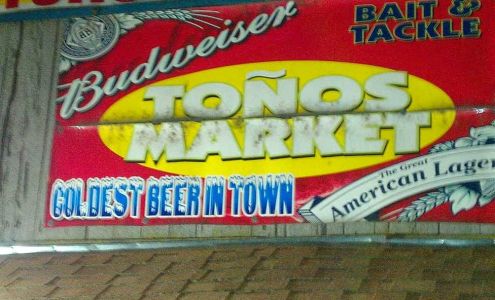 Budweiser
BAIT &
TACKLE
TOÑOS
MARKET
COLDEST BEER IN TOWN
The Great
American Lager